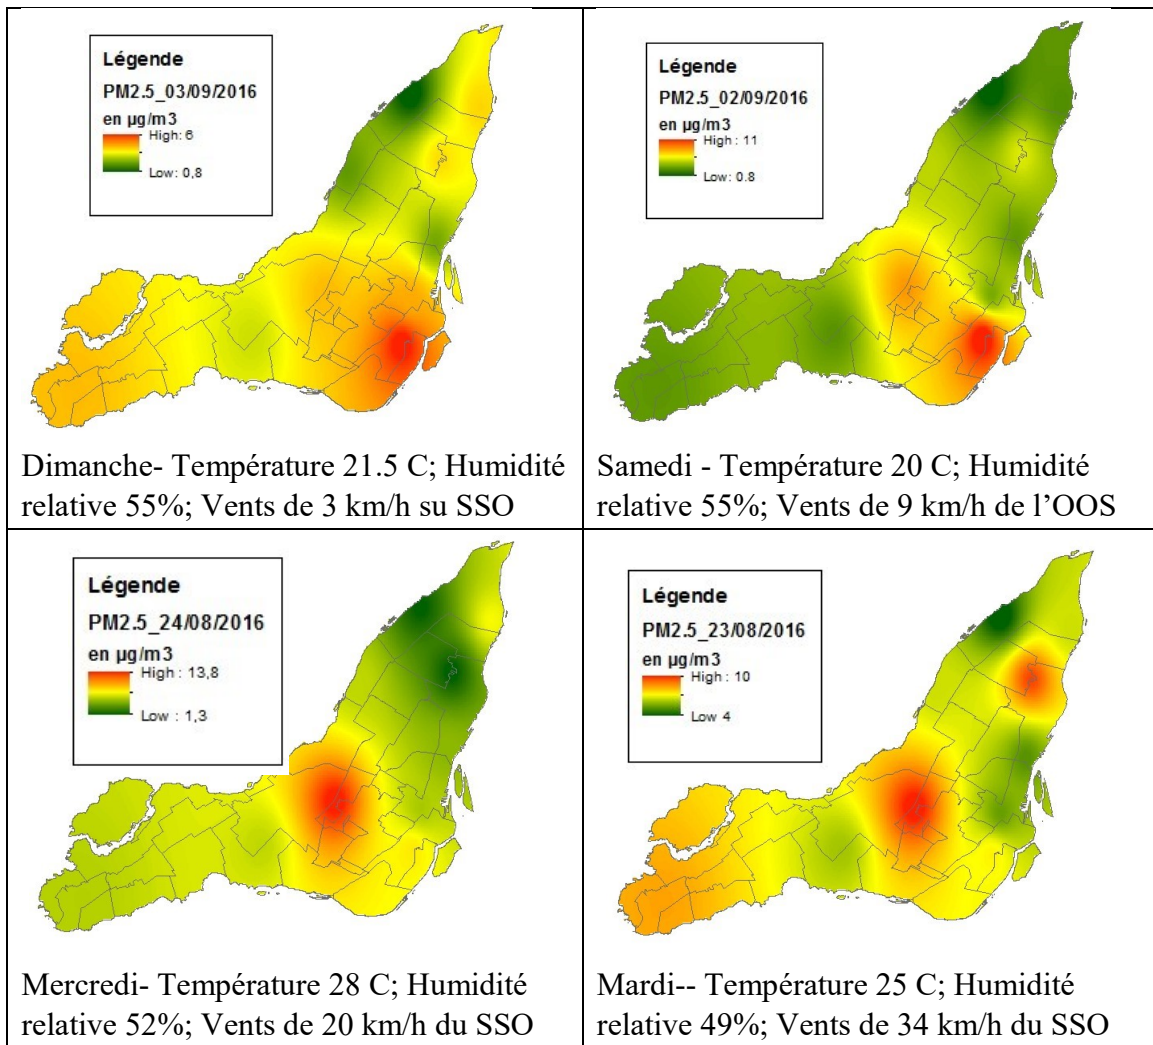 Légende
PM2.5_03/09/2016
en µg/m3
High: 6
Low: 0,8
Dimanche- Température 21.5 C; Humidité
relative 55%; Vents de 3 km/h su SSO
Légende
PM2.5_02/09/2016
en µg/m3
High : 11
Low: 0.8
Samedi - Température 20 C; Humidité
relative 55%; Vents de 9 km/h de l’OOS
Légende
PM2.5_24/08/2016
en µg/m3
High : 13,8
Low : 1,3
Mercredi- Température 28 C; Humidité
relative 52%; Vents de 20 km/h du SSO
Légende
PM2.5_23/08/2016
en µg/m3
High : 10
Low 4
Mardi-- Température 25 C; Humidité
relative 49%; Vents de 34 km/h du SSO